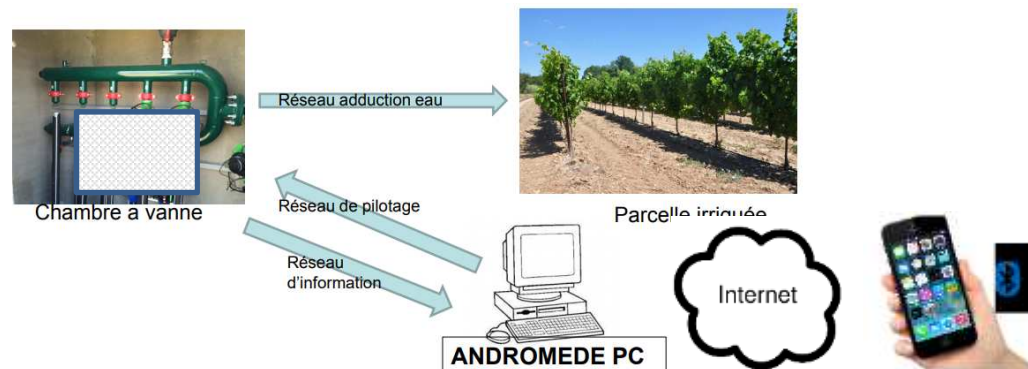 Réseau adduction eau
Chambre a vanne
Réseau de pilotage
Parcelle irriguée
Réseau
d'information
Internet
ANDROMEDE PC